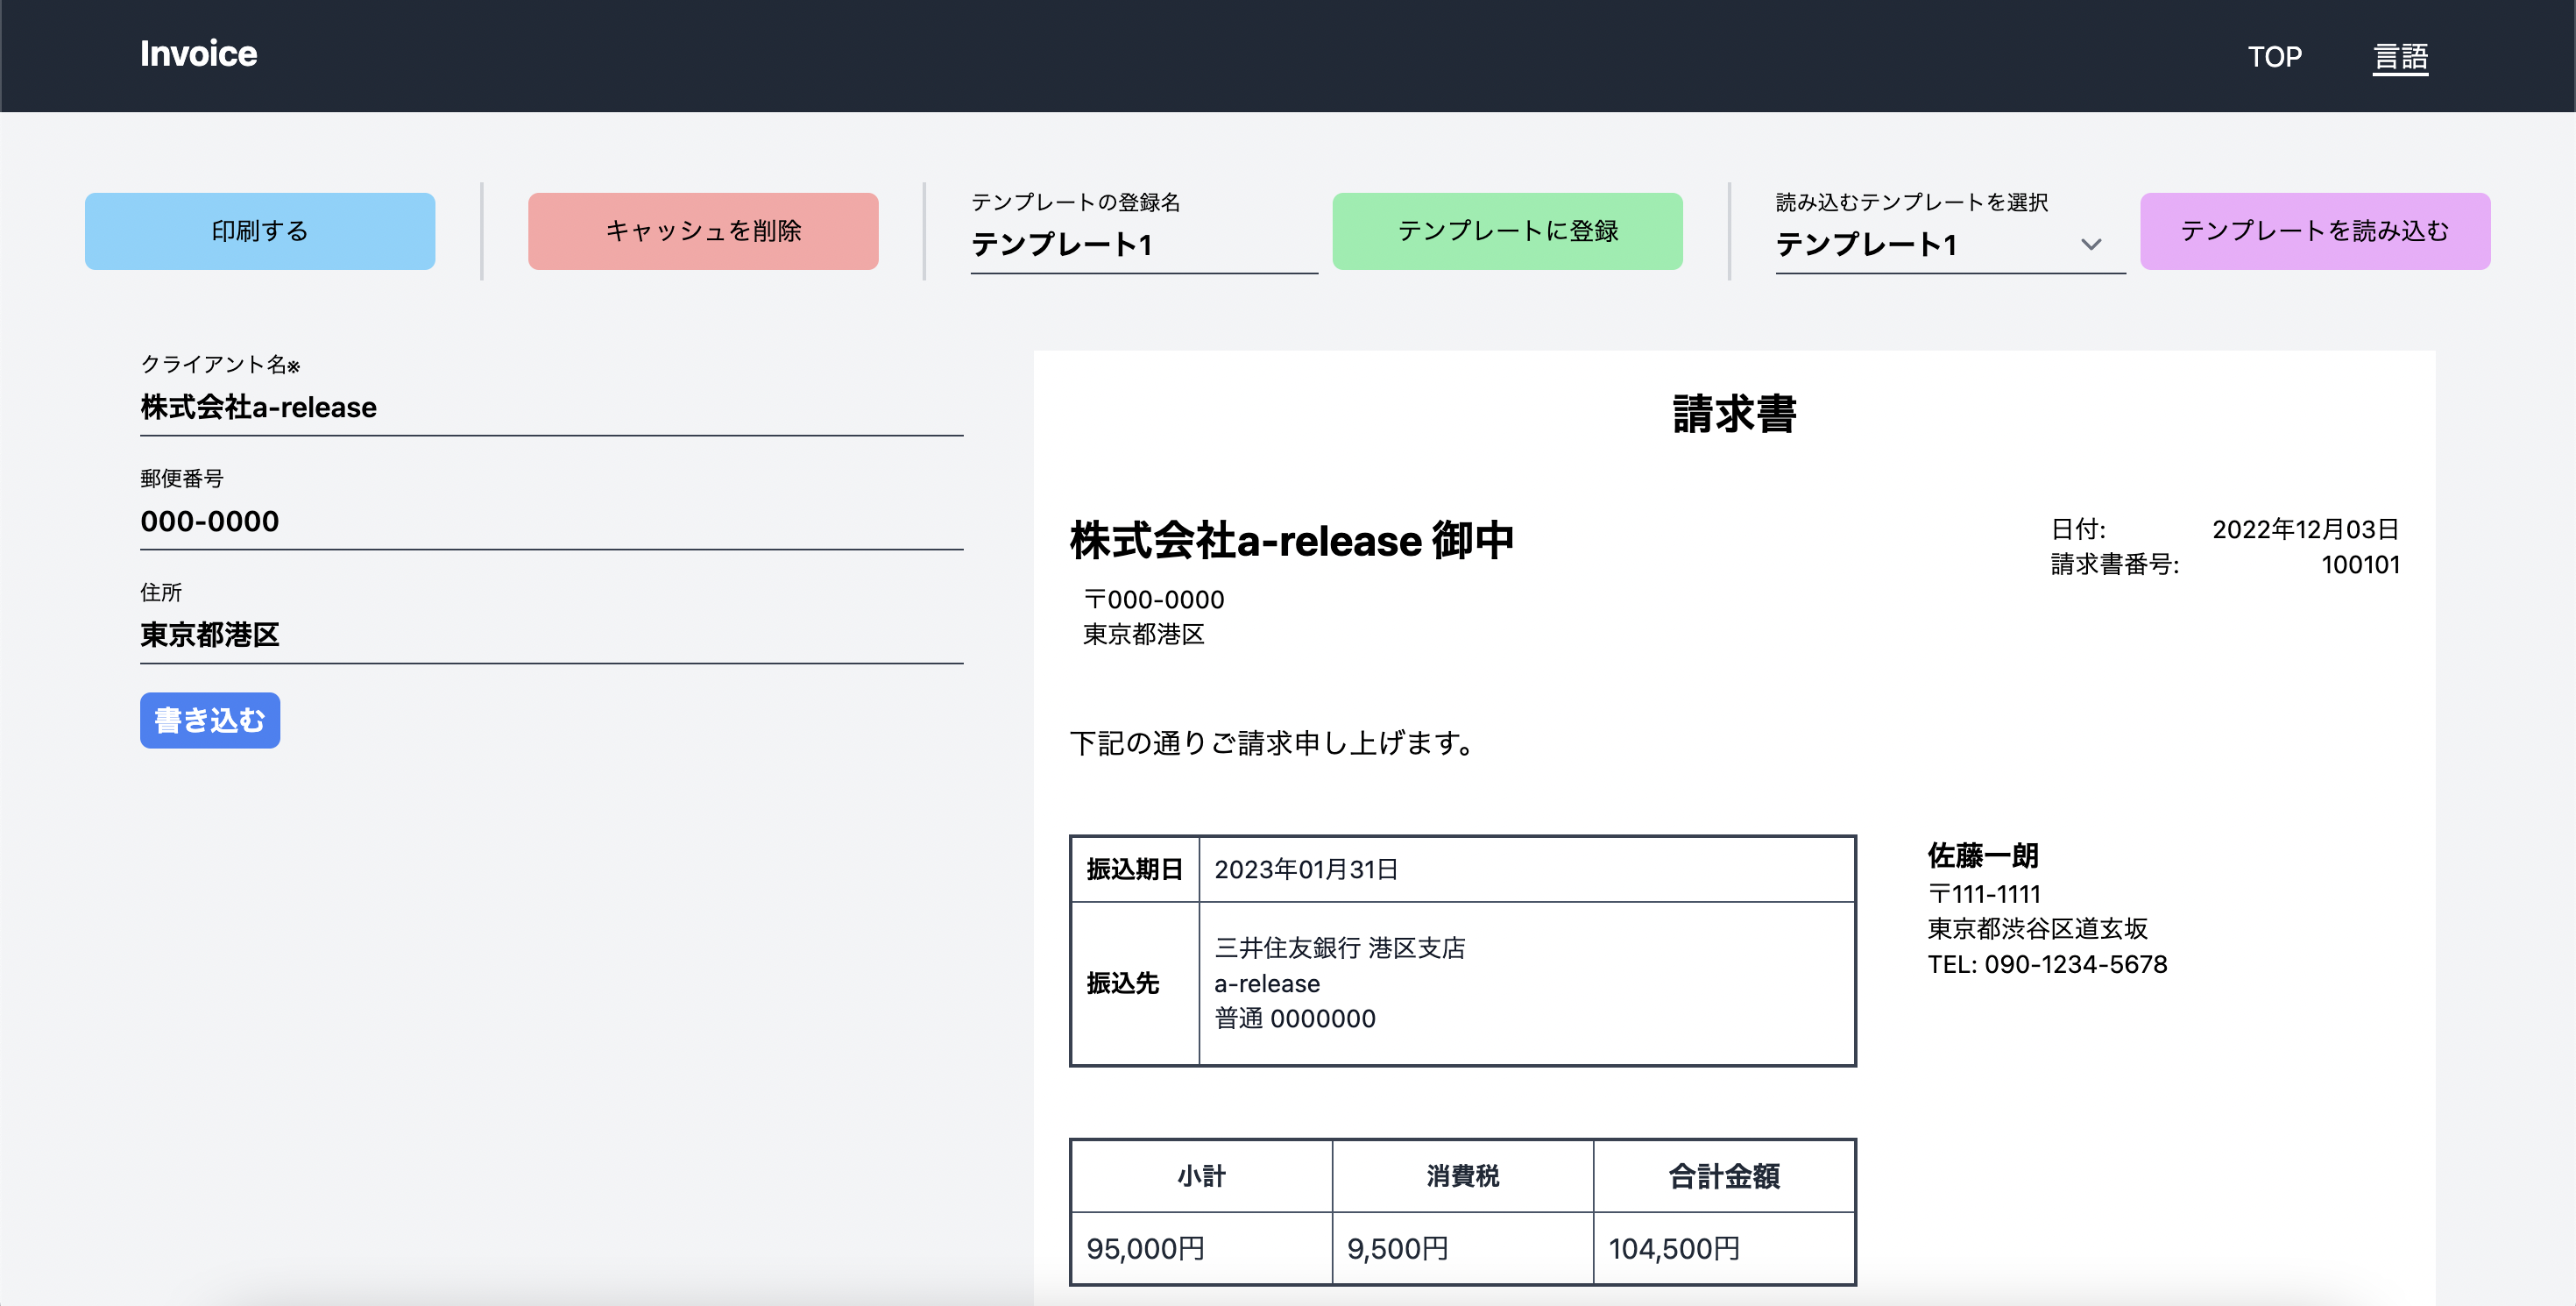 Invoice
TOP 言語
印刷する
キャッシュを削除
テンプレートの登録名
テンプレート1
テンプレートに登録
読み込むテンプレートを選択
テンプレート1
テンプレートを読み込む
クライアント名※
株式会社a-release
郵便番号
000-0000
住所
東京都港区
書き込む
請求書
株式会社a-release 御中
〒000-0000
東京都港区
日付: 2022年12月03日
請求書番号: 100101
下記の通りご請求申し上げます。
振込期日 2023年01月31日
振込先
三井住友銀行 港区支店
a-release
普通 0000000
佐藤一朗
〒111-1111
東京都渋谷区道玄坂
TEL: 090-1234-5678
小計 消費税 合計金額
95,000円 9,500円 104,500円